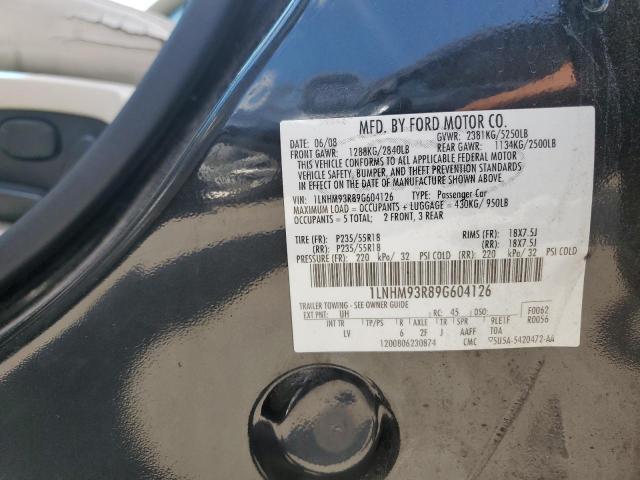 MFD. BY FORD MOTOR CO.
DATE: 06/08 GVWR: 2381KG/5250LB
FRONT GAWR: 1288KG/2840LB REAR GAWR: 1134KG/2500LB
THIS VEHICLE CONFORMS TO ALL APPLICABLE FEDERAL MOTOR
VEHICLE SAFETY, BUMPER, AND THEFT PREVENTION STANDARDS
IN EFFECT ON THE DATE OF MANUFACTURE SHOWN ABOVE.
VIN: 1LNHM93R89G604126 TYPE: Passenger Car
MAXIMUM LOAD = OCCUPANTS + LUGGAGE = 430KG/ 950LB
OCCUPANTS = 5 TOTAL: 2 FRONT, 3 REAR
TIRE (FR): P235/55R18 RIMS (FR): 18X7.5J
(RR): P235/55R18 (RR): 18X7.5J
PRESSURE (FR): 220 kPa/ 32 PSI COLD (RR): 220 kPa/ 32 PSI COLD
1LNHM93R89G604126
TRAILER TOWING - SEE OWNER GUIDE
EXT PNT: UH RC: 45 DSO: F0062
INT TR TP/PS R AXLE TR SPR 9LE1F R0056
LV 6 2F J AAFF TOA
1200806230874 CMC 5U5A-5420472-AA